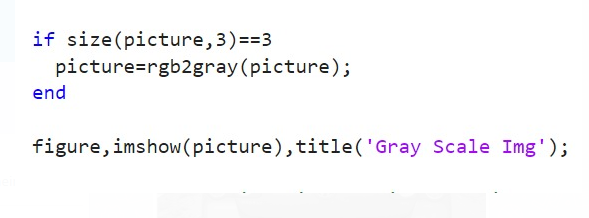 if size(picture,3)==3
picture=rgb2gray(picture);
end
figure,imshow(picture),title('Gray Scale Img');